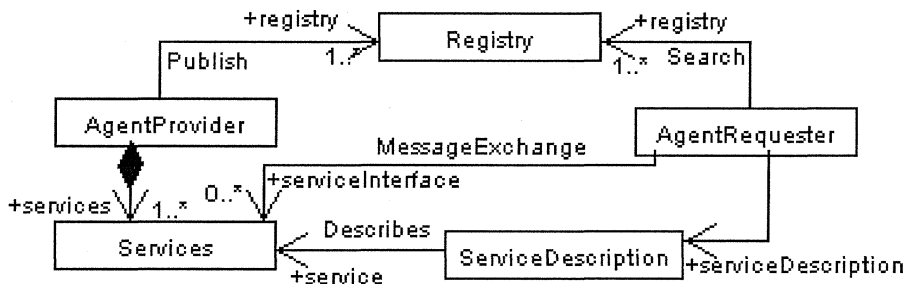 +registry
+registry
Registry
Publish
1..*
1..*
Search
AgentProvider
AgentRequester
MessageExchange
+services
1..*
0..*
+serviceInterface
Services
Describes
+service
ServiceDescription
+serviceDescription